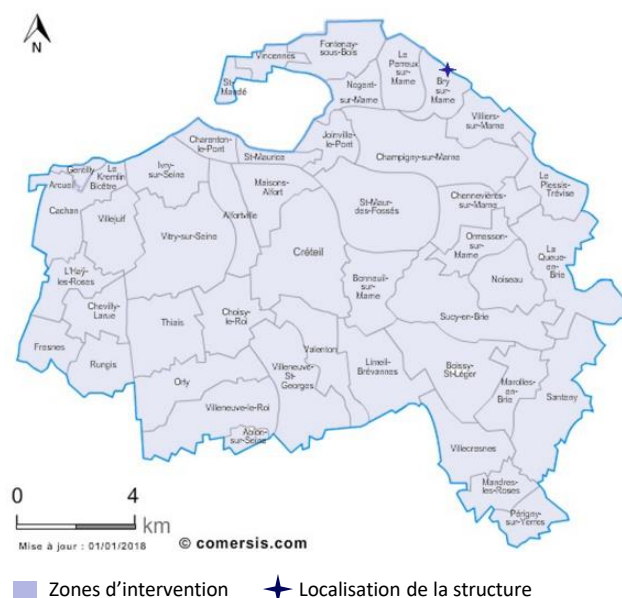 N
Fontenay-
sous-Bois
Vincennes
St-
Mandé
Le
Perreux
sur-
Marne
Bry
sur-
Marne
Nogent-
sur-Marne
Villiers-
sur-Marne
Charenton-
le-Pont
St-Maurice
Joinville-
le-Pont
Champigny-sur-Marne
Le
Plessis-
Trévise
Gentilly
Le
Kremlin
Bicêtre
Arcueil
Ivry-
sur-Seine
Maisons-
Alfort
Cachan
Villejuif
Vitry-sur-Seine
Alfortville
St-Maur-
des-Fossés
Chennevières-
sur-Marne
Ormesson-
sur-
Marne
La
Queue-
en-Brie
Créteil
L'Haÿ-
les-Roses
Bonneuil-
sur-
Marne
Noiseau
Chevilly-
Larue
Thiais
Choisy-
le-Roi
Sucy-en-Brie
Fresnes
Rungis
Valenton
Limeil-
Brévannes
Boissy-
St-Léger
Orly
Villeneuve-
St-
Georges
Marolles-
en-
Brie
Santeny
Villeneuve-le-Roi
Ablon-
sur-Seine
Villecresnes
Mandres-
les-Roses
Périgny-
sur-Yerres
0 4
km
Mise à jour : 01/01/2018 © comersis.com
Zones d'intervention Localisation de la structure